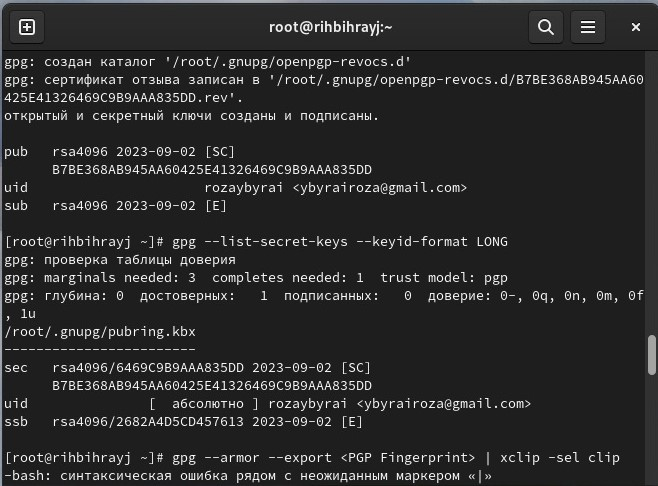 root@rihbihrayj:~
gpg: создан каталог '/root/.gnupg/openpgp-revocs.d'
gpg: сертификат отзыва записан в '/root/.gnupg/openpgp-revocs.d/B7BE368AB945AA60
425E41326469C9B9AAA835DD.rev'.
открытый и секретный ключи созданы и подписаны.
pub   rsa4096 2023-09-02 [SC]
      B7BE368AB945AA60425E41326469C9B9AAA835DD
uid                      rozaybyrai <ybyrairoza@gmail.com>
sub   rsa4096 2023-09-02 [E]
[root@rihbihrayj ~]# gpg --list-secret-keys --keyid-format LONG
gpg: проверка таблицы доверия
gpg: marginals needed: 3  completes needed: 1  trust model: pgp
gpg: глубина: 0  достоверных:   1  подписанных:   0  доверие: 0-, 0q, 0n, 0m, 0f
, 1u
/root/.gnupg/pubring.kbx
------------------------
sec   rsa4096/6469C9B9AAA835DD 2023-09-02 [SC]
      B7BE368AB945AA60425E41326469C9B9AAA835DD
uid               [  абсолютно ] rozaybyrai <ybyrairoza@gmail.com>
ssb   rsa4096/2682A4D5CD457613 2023-09-02 [E]
[root@rihbihrayj ~]# gpg --armor --export <PGP Fingerprint> | xclip -sel clip
-bash: синтаксическая ошибка рядом с неожиданным маркером «|»